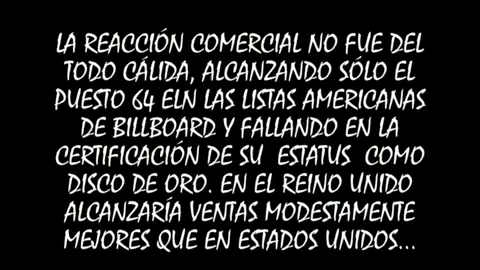 LA REACCIÓN COMERCIAL NO FUE DEL
TODO CÁLIDA, ALCANZANDO SÓLO EL
PUESTO 64 ELN LAS LISTAS AMERICANAS
DE BILLBOARD Y FALLANDO EN LA
CERTIFICACIÓN DE SU ESTATUS COMO
DISCO DE ORO. EN EL REINO UNIDO
ALCANZARÍA VENTAS MODESTAMENTE
MEJORES QUE EN ESTADOS UNIDOS...